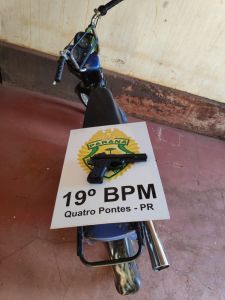 PARANÁ
19º BPM
Quatro Pontes - PR